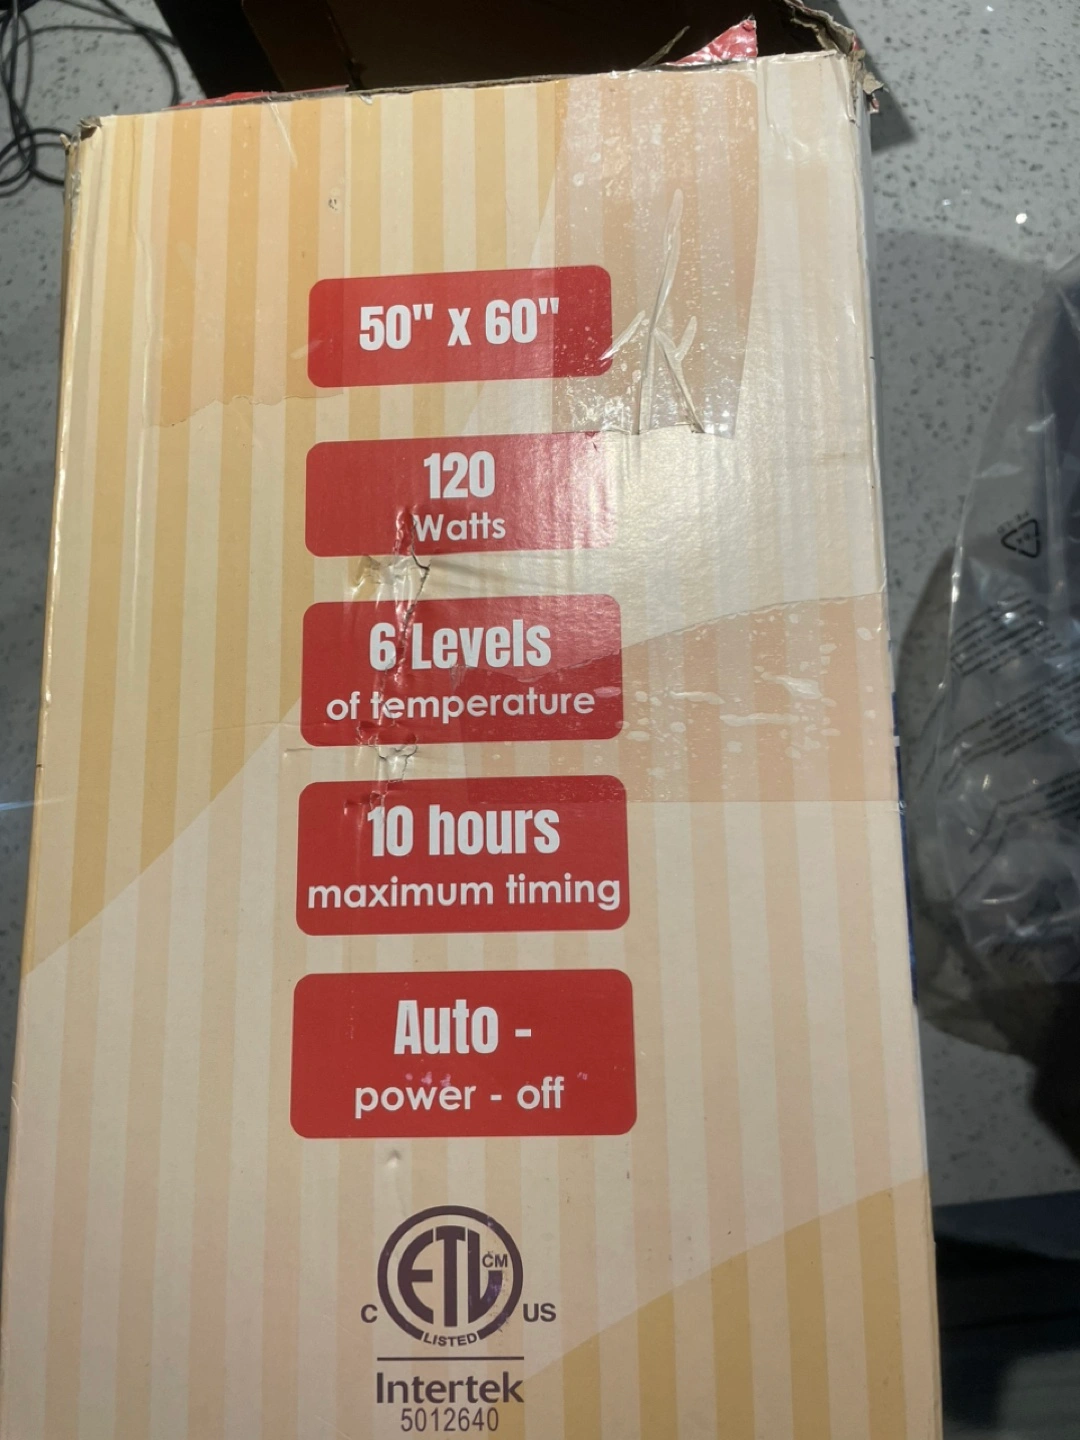 50" x 60"
120
Watts
6 Levels
of temperature
10 hours
maximum timing
Auto -
power - off
ETL CM
C US
LISTED
Intertek
5012640